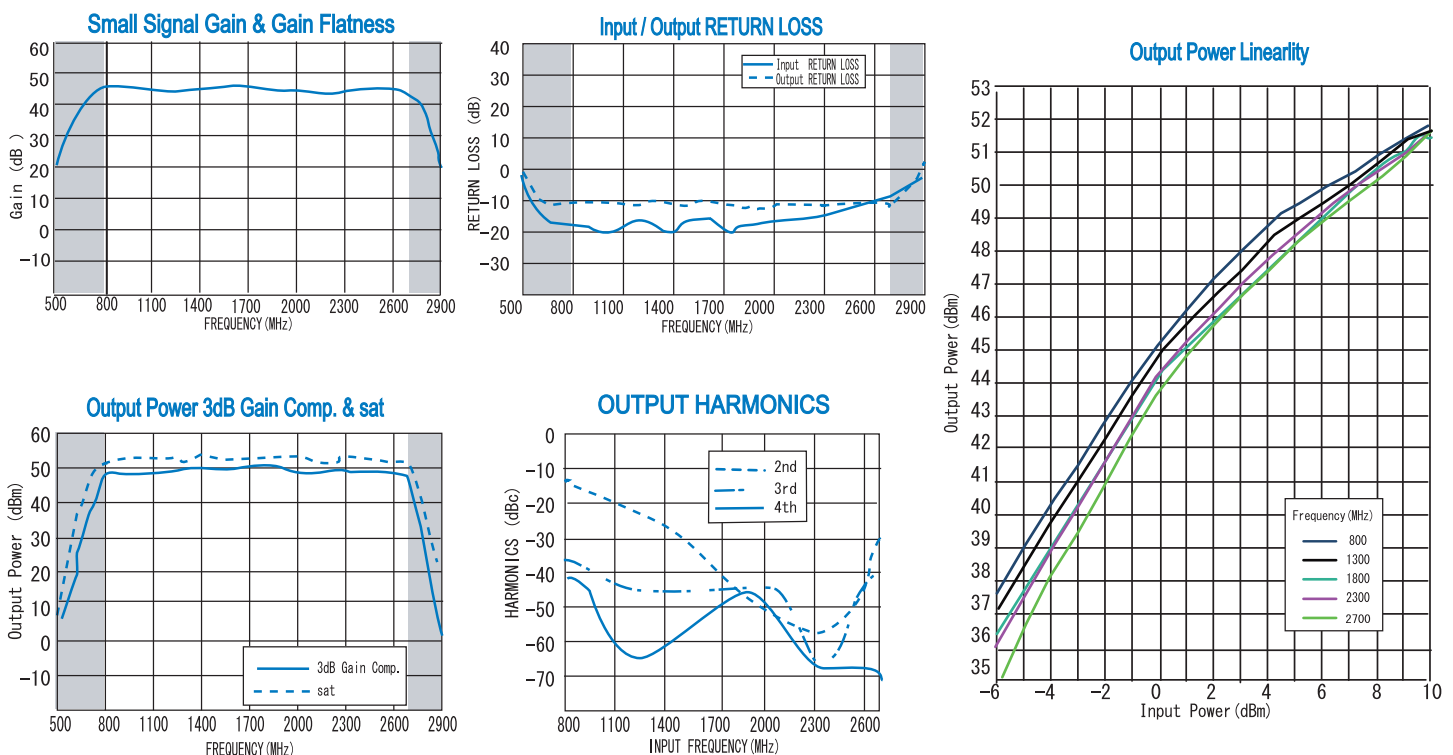 Small Signal Gain & Gain Flatness
60
50
40
30
20
10
0
-10
Gain (dB)
500 800 1100 1400 1700 2000 2300 2600 2900
FREQUENCY(MHz)
Input / Output RETURN LOSS
40
30
20
10
0
-10
-20
-30
RETURN LOSS (dB)
Input RETURN LOSS
Output RETURN LOSS
500 800 1100 1400 1700 2000 2300 2600 2900
FREQUENCY(MHz)
Output Power Linearlity
53
52
51
50
49
48
47
46
45
44
43
42
41
40
39
38
37
36
35
Output Power(dBm)
Frequency(MHz)
800
1300
1800
2300
2700
-6 -4 -2 0 2 4 6 8 10
Input Power(dBm)
Output Power 3dB Gain Comp. & sat
60
50
40
30
20
10
0
-10
Output Power (dBm)
3dB Gain Comp.
sat
500 800 1100 1400 1700 2000 2300 2600 2900
FREQUENCY(MHz)
OUTPUT HARMONICS
0
-10
-20
-30
-40
-50
-60
-70
HARMONICS (dBc)
2nd
3rd
4th
800 1100 1400 1700 2000 2300 2600
INPUT FREQUENCY(MHz)